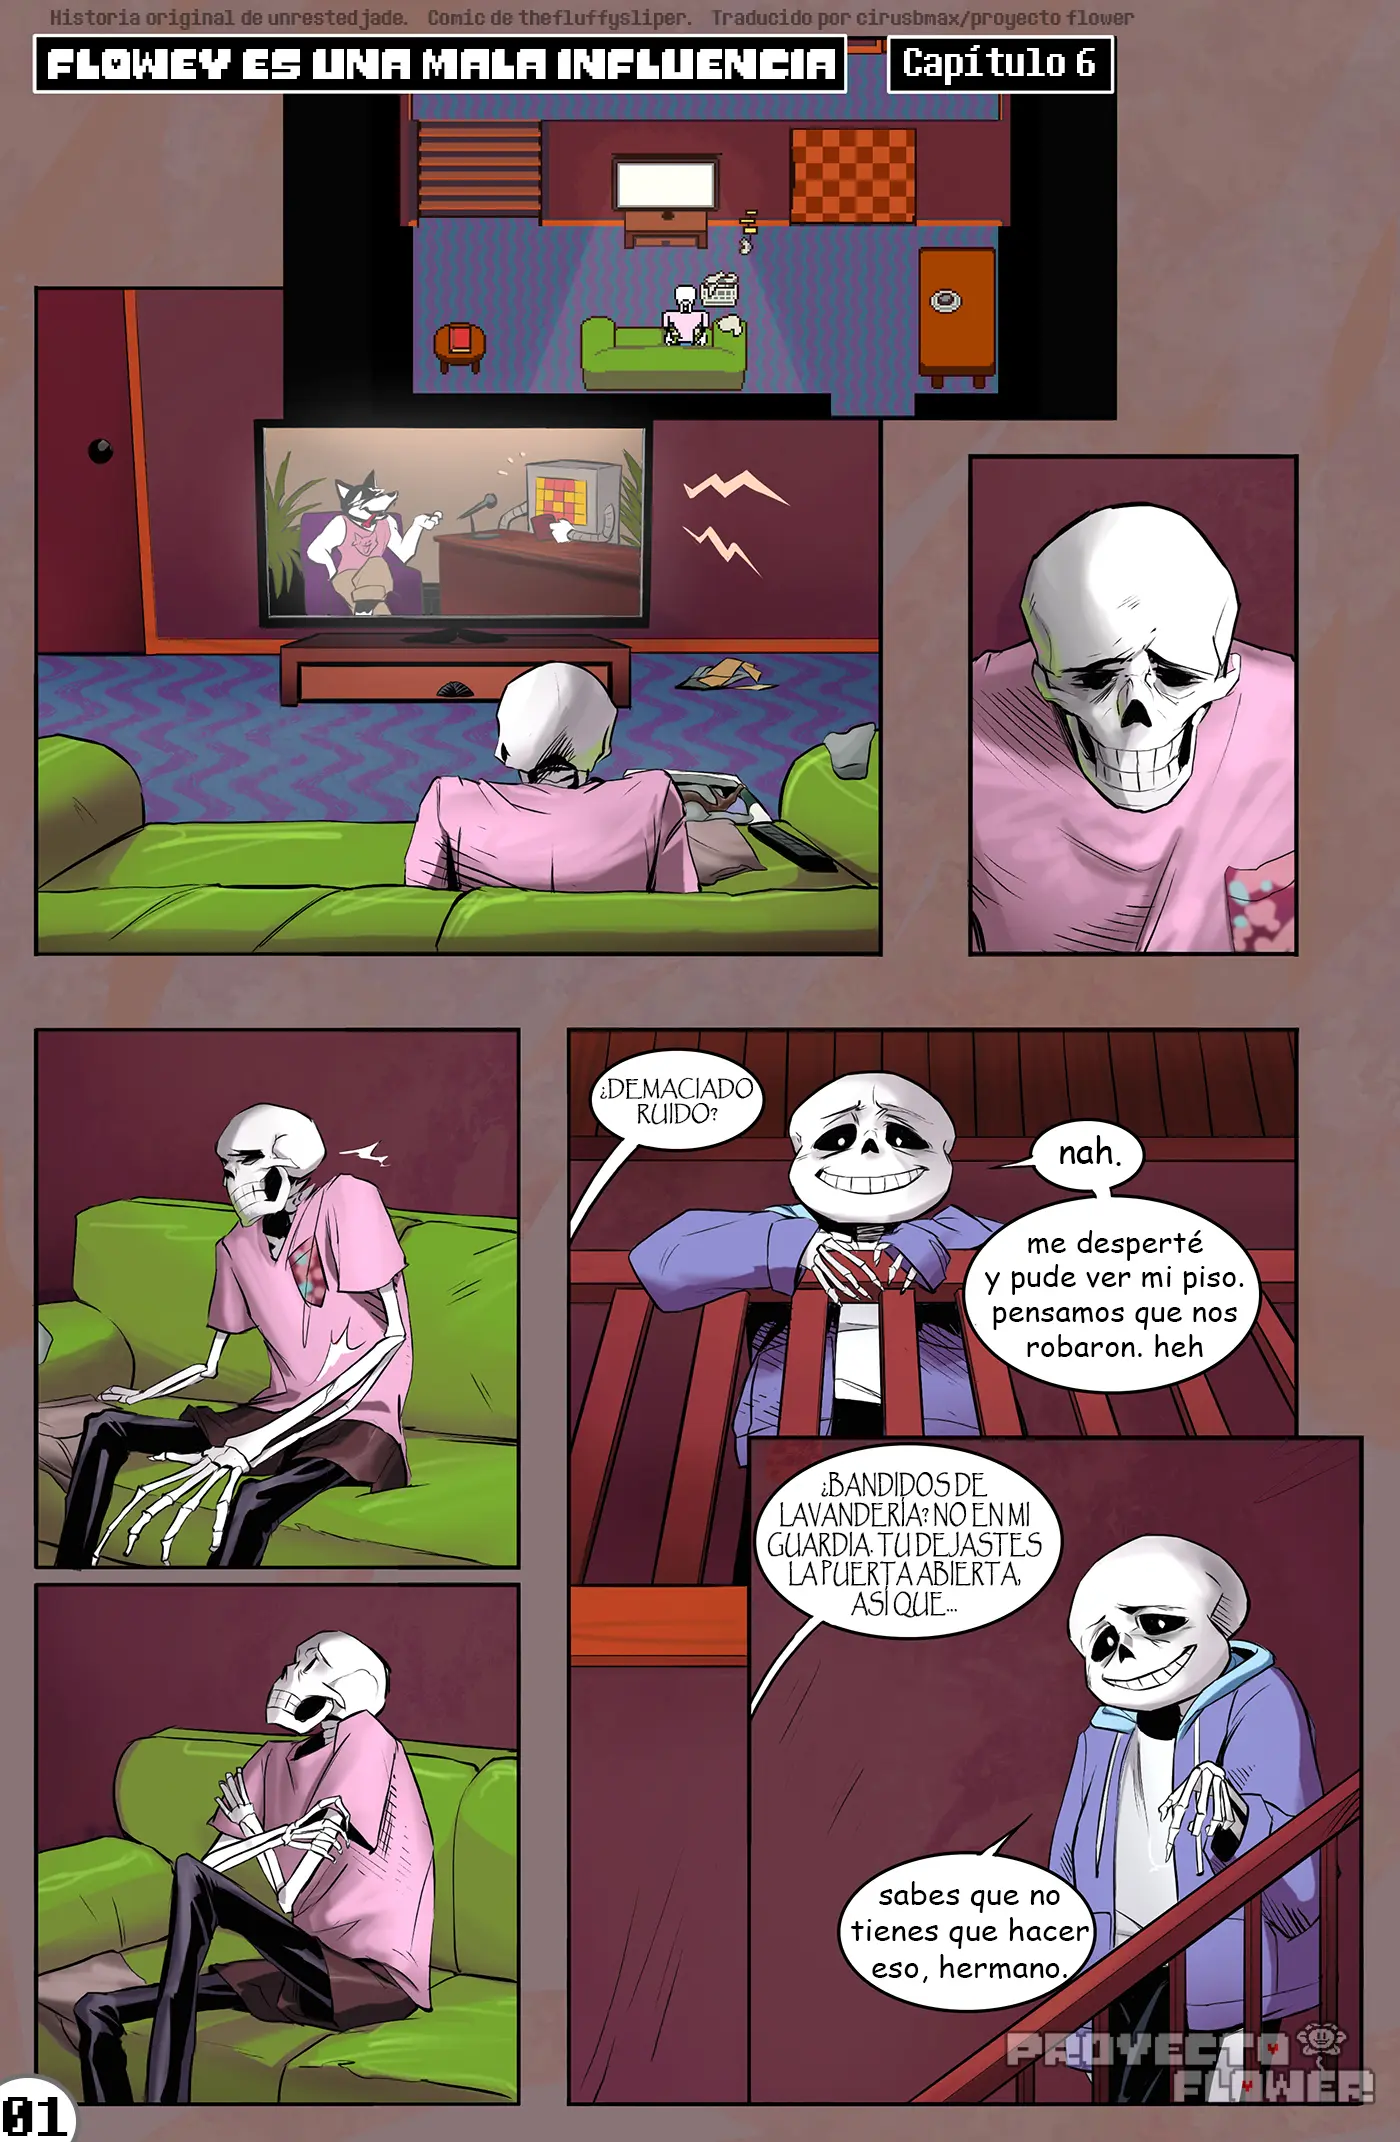 Historia original de unrestedjade. Comic de thefluffysliper. Traducido por cirusbmax/proyecto flower
FLOWEY ES UNA MALA INFLUENCIA
Capítulo 6
¿DEMACIADO
RUIDO?
nah.
me desperté
y pude ver mi piso.
pensamos que nos
robaron. heh
¿BANDIDOS DE
LAVANDERÍA? NO EN MI
GUARDIA. TU DEJASTES
LA PUERTA ABIERTA,
ASÍ QUE...
sabes que no
tienes que hacer
eso, hermano.
PROYECTO
FLOWER!
01